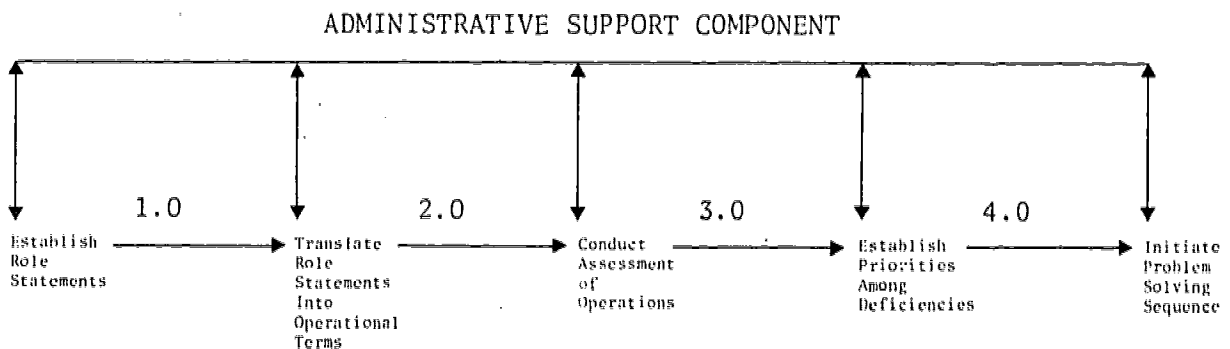 ADMINISTRATIVE SUPPORT COMPONENT
1.0
2.0
3.0
4.0
Establish
Role
Statements
Translate
Role
Statements
Into
Operational
Terms
Conduct
Assessment
of
Operations
Establish
Priorities
Among
Deficiencies
Initiate
Problem
Solving
Sequence